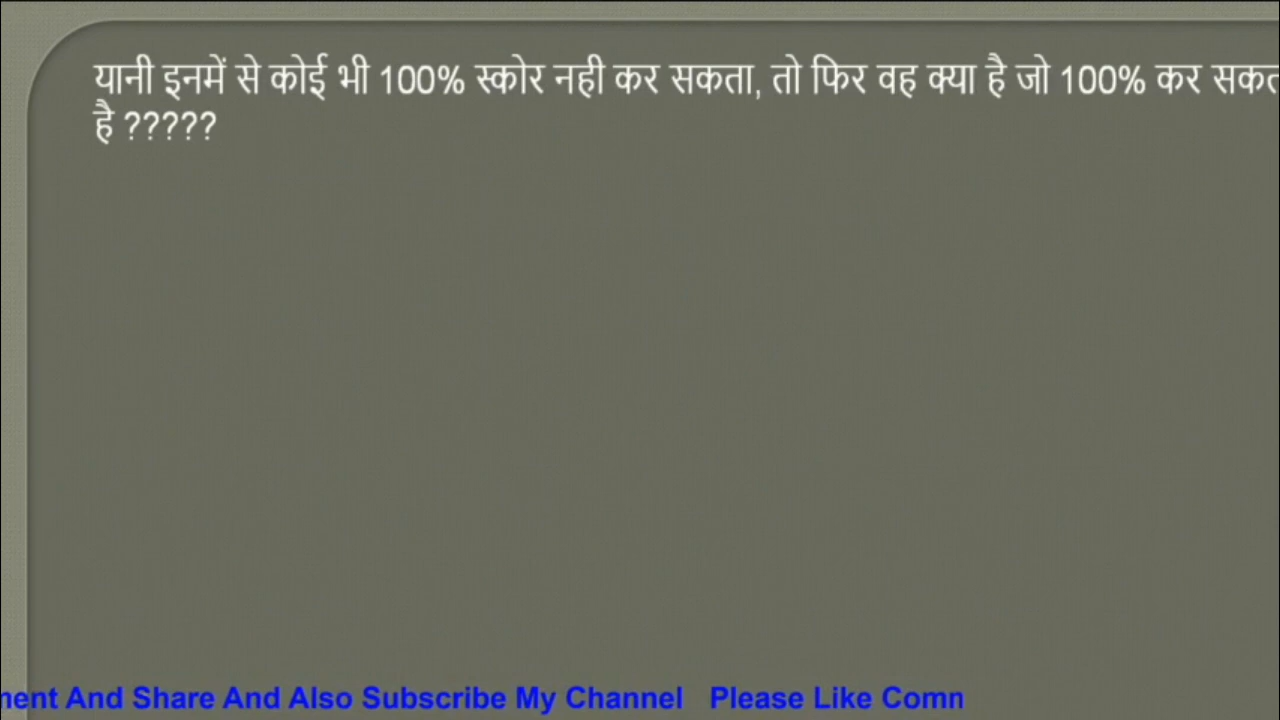 यानी इनमें से कोई भी 100% स्कोर नही कर सकता, तो फिर वह क्या है जो 100% कर सकत
है ?????
nent And Share And Also Subscribe My Channel Please Like Comn